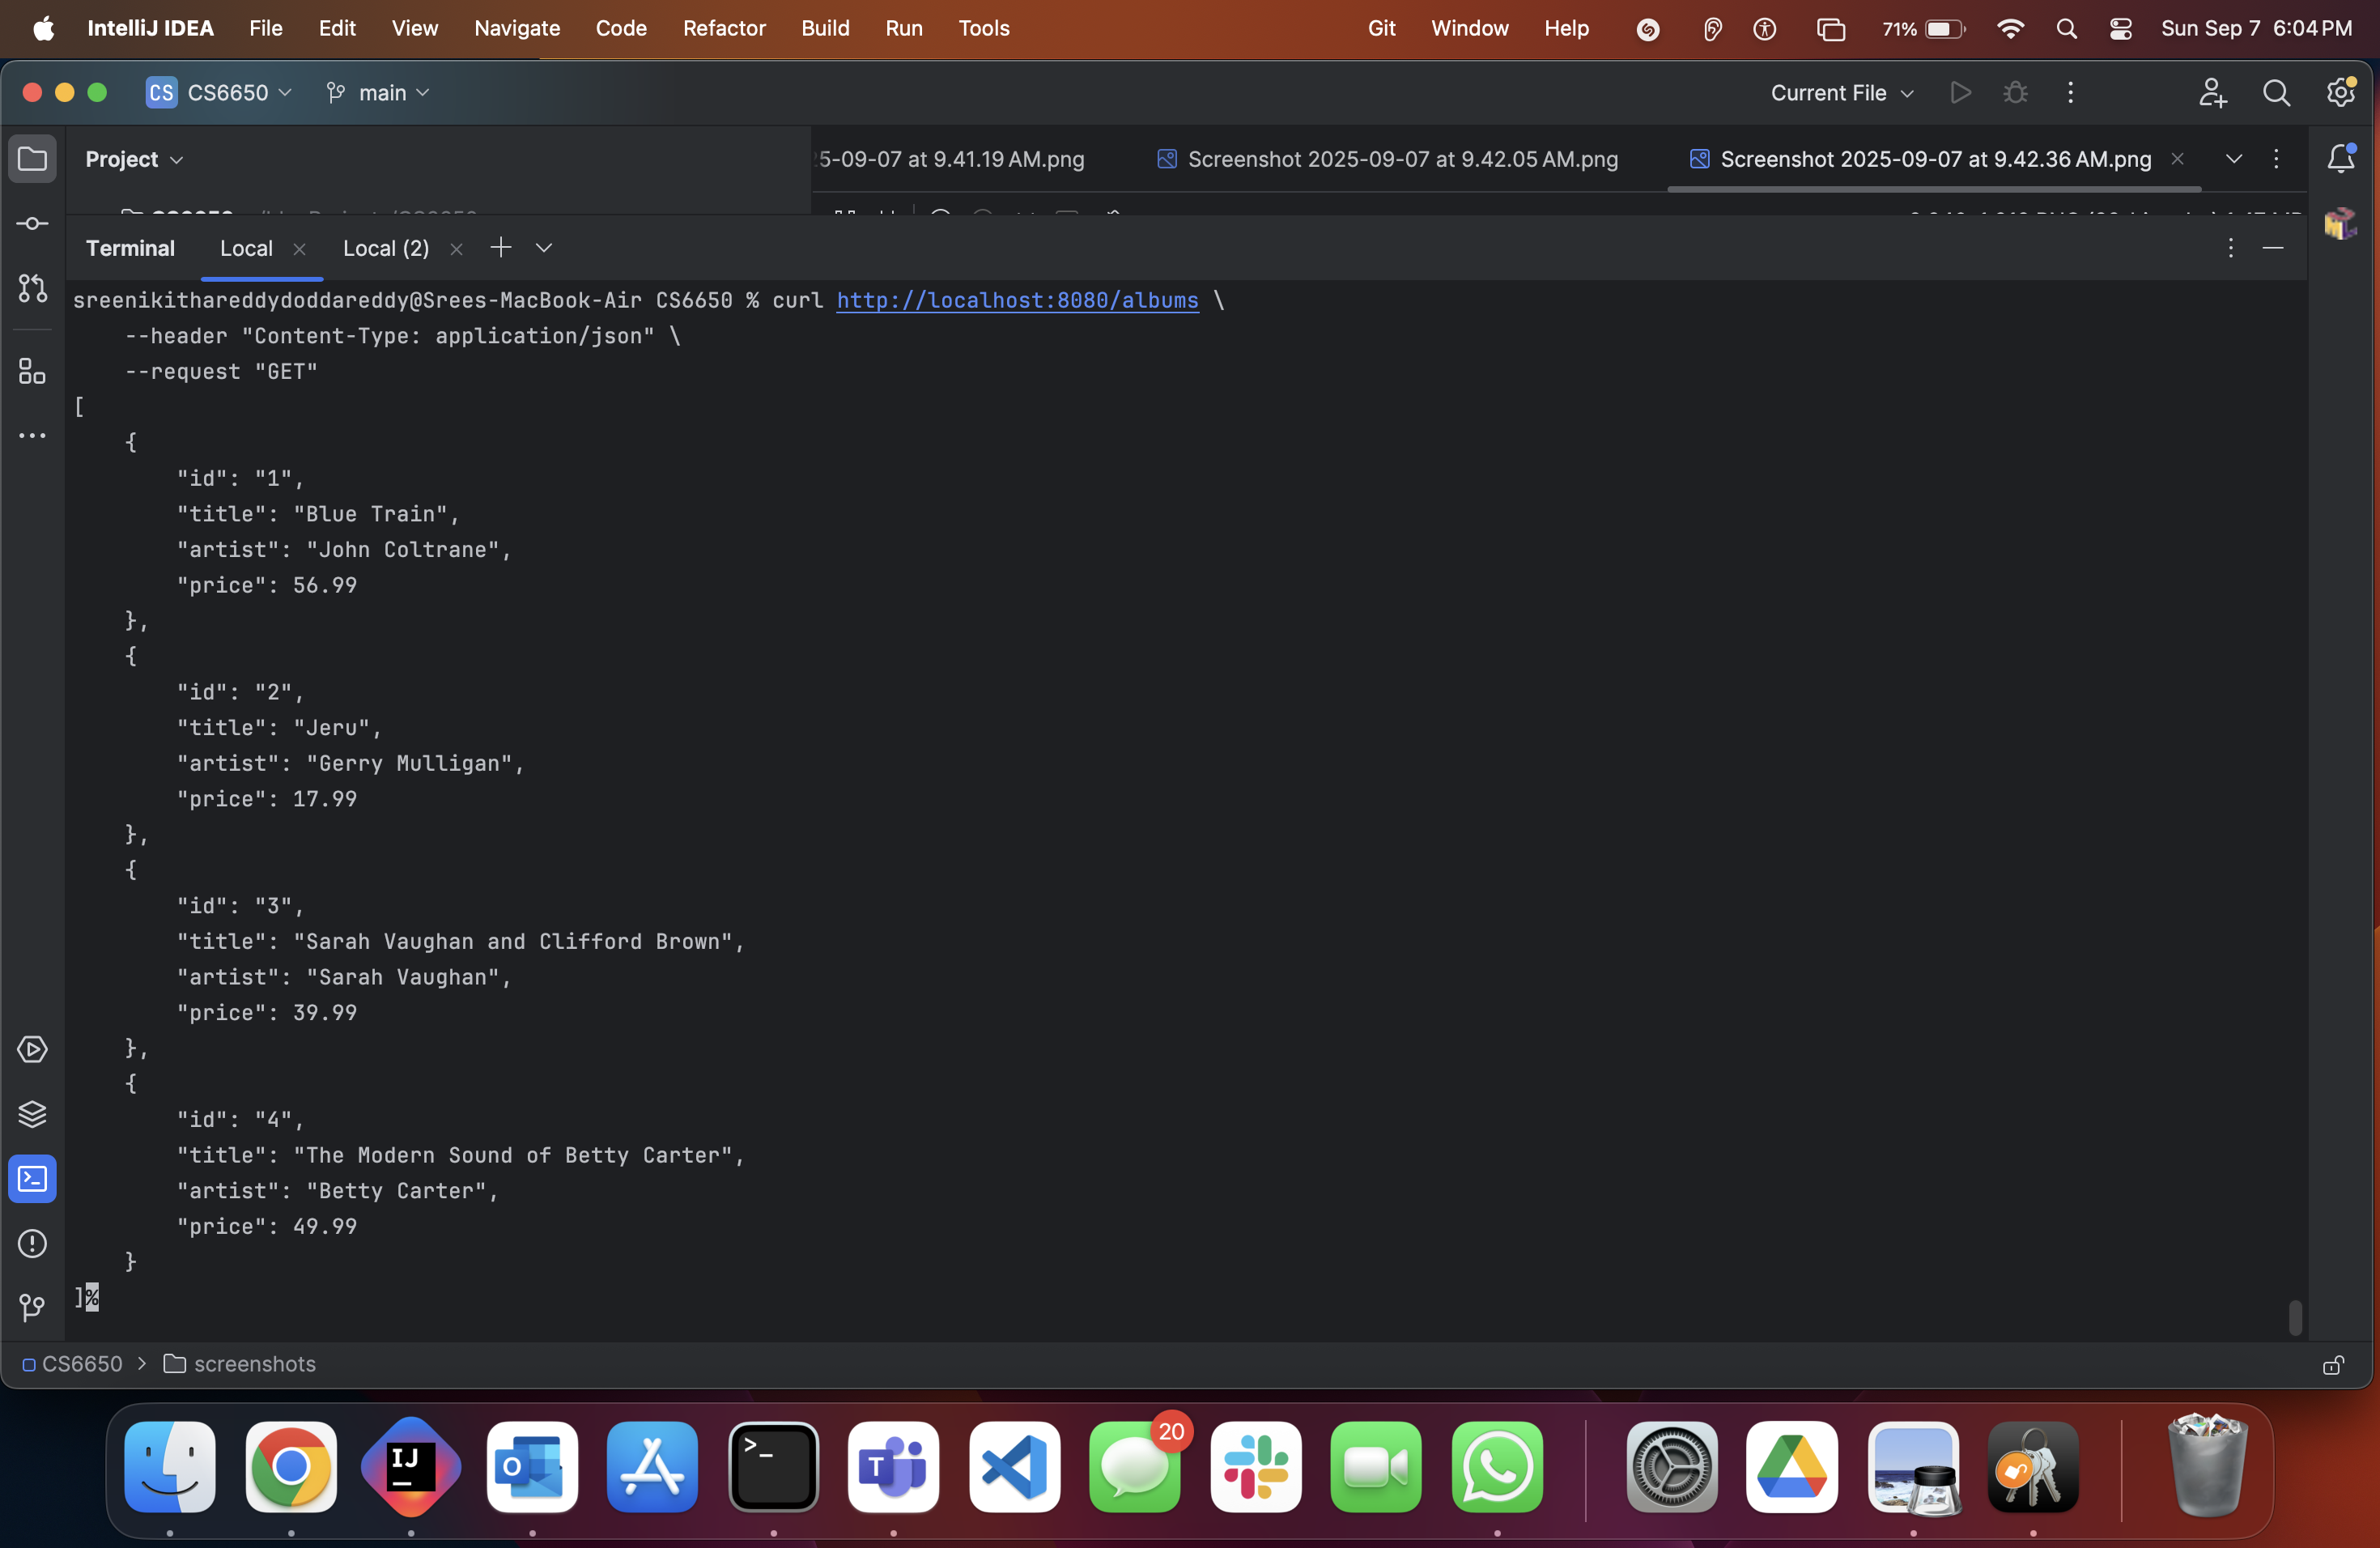 IntelliJ IDEA File Edit View Navigate Code Refactor Build Run Tools Git Window Help 71% Sun Sep 7 6:04 PM
CS CS6650 main Current File
Project 5-09-07 at 9.41.19 AM.png Screenshot 2025-09-07 at 9.42.05 AM.png Screenshot 2025-09-07 at 9.42.36 AM.png
Terminal Local Local (2)
sreenikithareddydoddareddy@Srees-MacBook-Air CS6650 % curl http://localhost:8080/albums \
--header "Content-Type: application/json" \
--request "GET"
[
{
"id": "1",
"title": "Blue Train",
"artist": "John Coltrane",
"price": 56.99
},
{
"id": "2",
"title": "Jeru",
"artist": "Gerry Mulligan",
"price": 17.99
},
{
"id": "3",
"title": "Sarah Vaughan and Clifford Brown",
"artist": "Sarah Vaughan",
"price": 39.99
},
{
"id": "4",
"title": "The Modern Sound of Betty Carter",
"artist": "Betty Carter",
"price": 49.99
}
]%
CS6650 > screenshots
20
IJ
O
>_
T